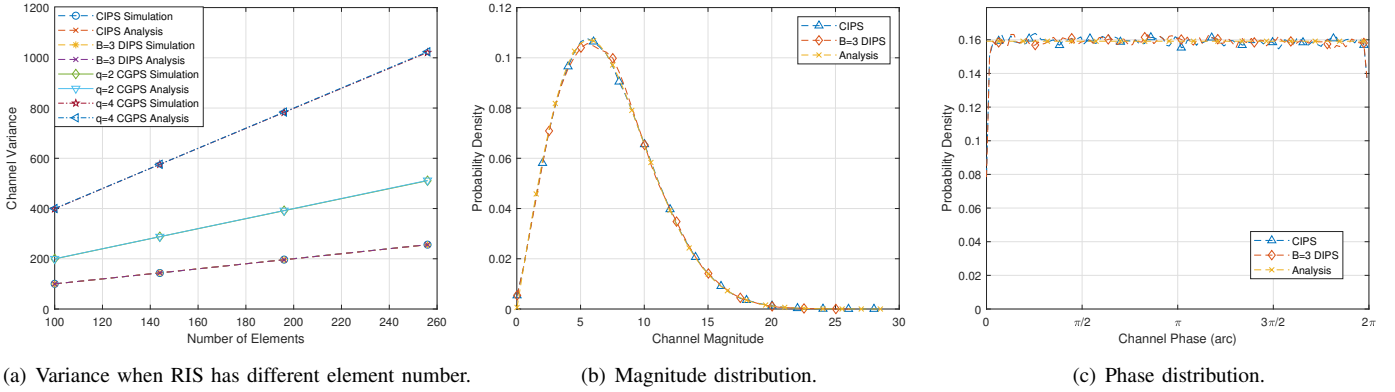 1200
1000
800
600
400
200
0
Channel Variance
CIPS Simulation
CIPS Analysis
B=3 DIPS Simulation
B=3 DIPS Analysis
q=2 CGPS Simulation
q=2 CGPS Analysis
q=4 CGPS Simulation
q=4 CGPS Analysis
100 120 140 160 180 200 220 240 260
Number of Elements
(a) Variance when RIS has different element number.
0.12
0.1
0.08
0.06
0.04
0.02
0
Probability Density
CIPS
B=3 DIPS
Analysis
0 5 10 15 20 25 30
Channel Magnitude
(b) Magnitude distribution.
0.18
0.16
0.14
0.12
0.1
0.08
0.06
0.04
0.02
0
Probability Density
CIPS
B=3 DIPS
Analysis
0 π/2 π 3π/2 2π
Channel Phase (arc)
(c) Phase distribution.